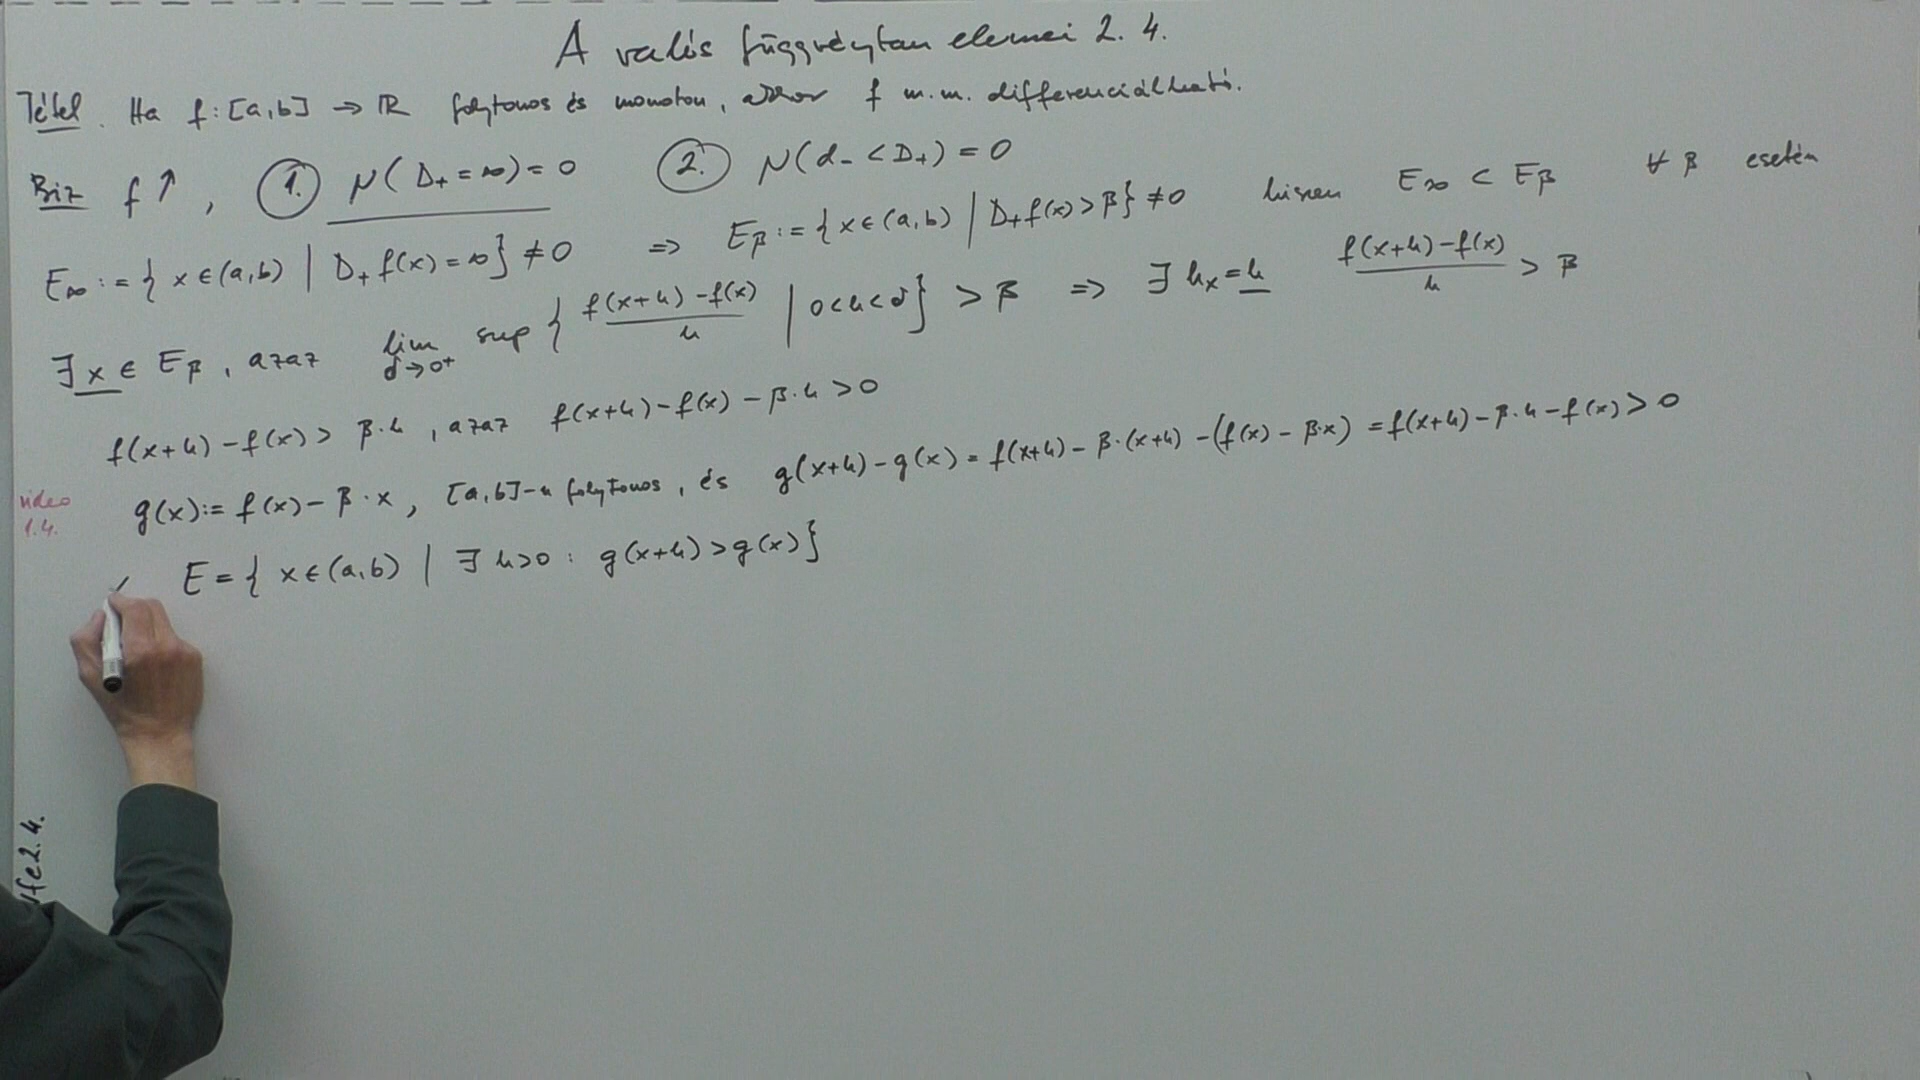 A valós függvénytan elemei 2.4.
Tétel. Ha f: [a,b] → ℝ folytonos és monoton, akkor f m.m. differenciálható.
Biz f↑, ①. N(D₊ = ∞) = 0 ②. N(d₋ < D₊) = 0
E∞ := { x ∈ (a,b) | D₊ f(x) = ∞} ≠ 0 ⇒ Eβ := { x ∈ (a,b) | D₊ f(x) > β} ≠ 0 hiszen E∞ ⊂ Eβ ∀ β esetén
∃ x ∈ Eβ, azaz lim δ→0⁺ sup { (f(x+h) - f(x))/h | 0<h<δ } > β ⇒ ∃ hₓ = h (f(x+h) - f(x))/h > β
f(x+h) - f(x) > β·h, azaz f(x+h) - f(x) - β·h > 0
g(x) := f(x) - β·x, [a,b]-n folytonos, és g(x+h) - g(x) = f(x+h) - β·(x+h) - (f(x) - β·x) = f(x+h) - β·h - f(x) > 0
video
1.4.
E = { x ∈ (a,b) | ∃ h>0 : g(x+h) > g(x)}
vfe2.4.